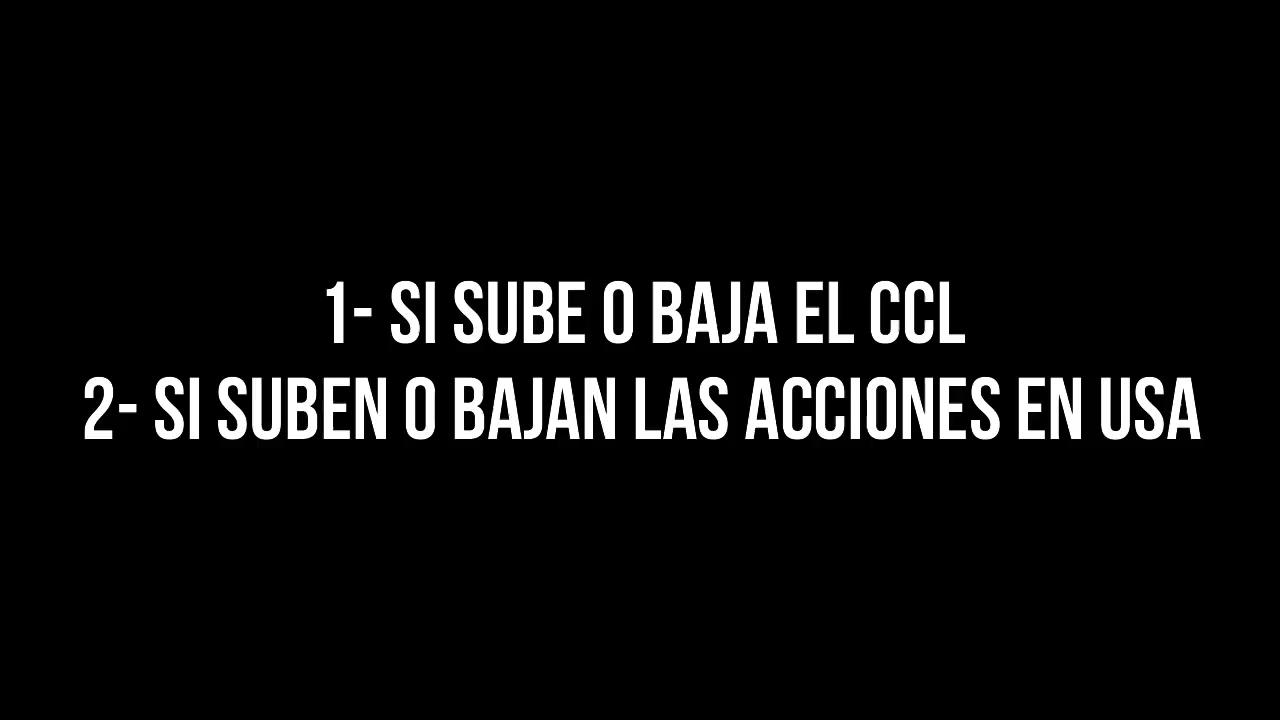 1- SI SUBE O BAJA EL CCL
2- SI SUBEN O BAJAN LAS ACCIONES EN USA